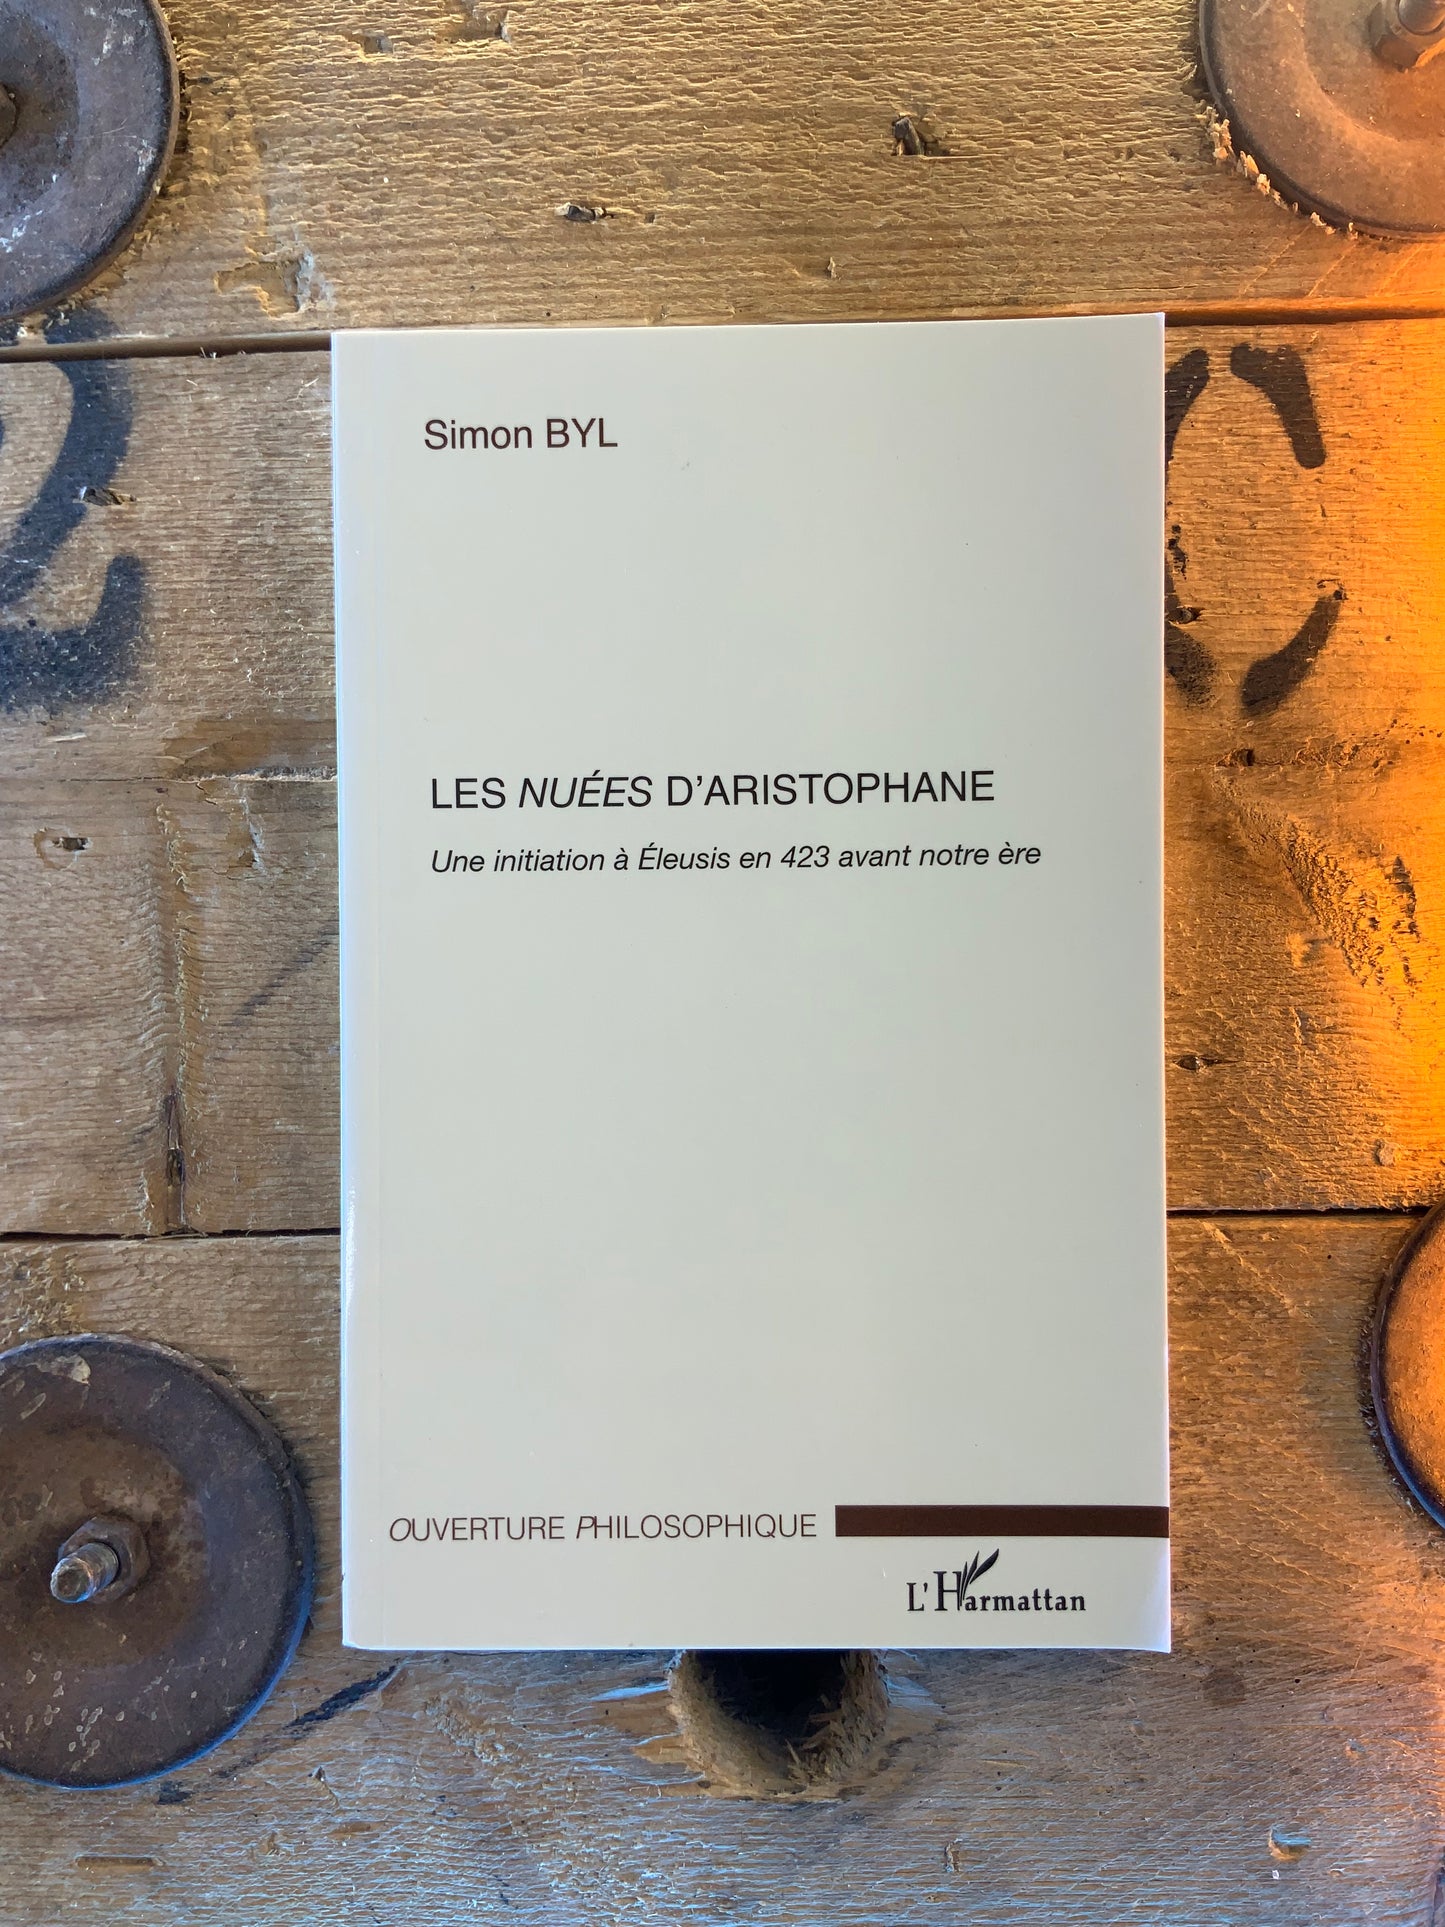 Simon BYL
LES NUÉES D'ARISTOPHANE
Une initiation à Éleusis en 423 avant notre ère
OUVERTURE PHILOSOPHIQUE
L'Harmattan